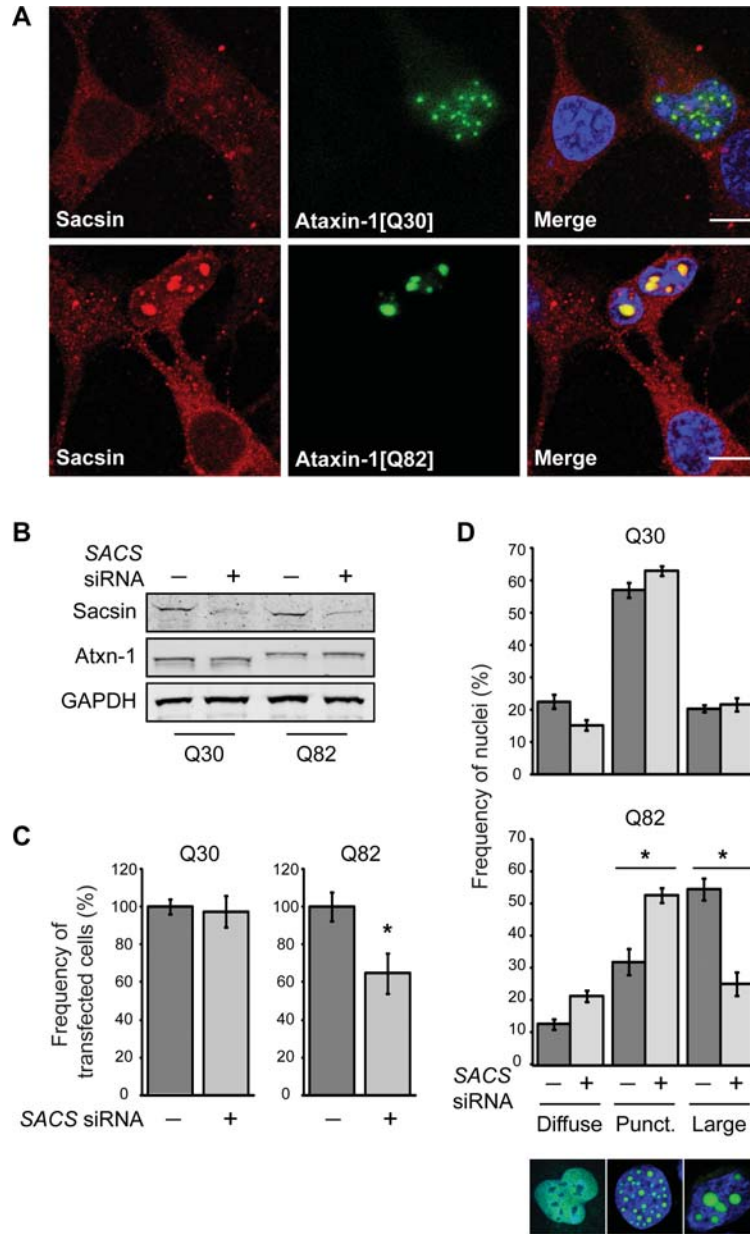 A
Sacsin
Ataxin-1[Q30]
Merge
Sacsin
Ataxin-1[Q82]
Merge
B
SACS
siRNA
– + – +
Sacsin
Atxn-1
GAPDH
Q30 Q82
C
Q30
Q82
Frequency of
transfected cells (%)
120
100
80
60
40
20
0
120
100
80
60
40
20
0
*
SACS siRNA – + – +
D
Q30
Frequency of nuclei (%)
70
60
50
40
30
20
10
0
Q82
70
60
50
40
30
20
10
0
* *
SACS
siRNA
– + – + – +
Diffuse Punct. Large